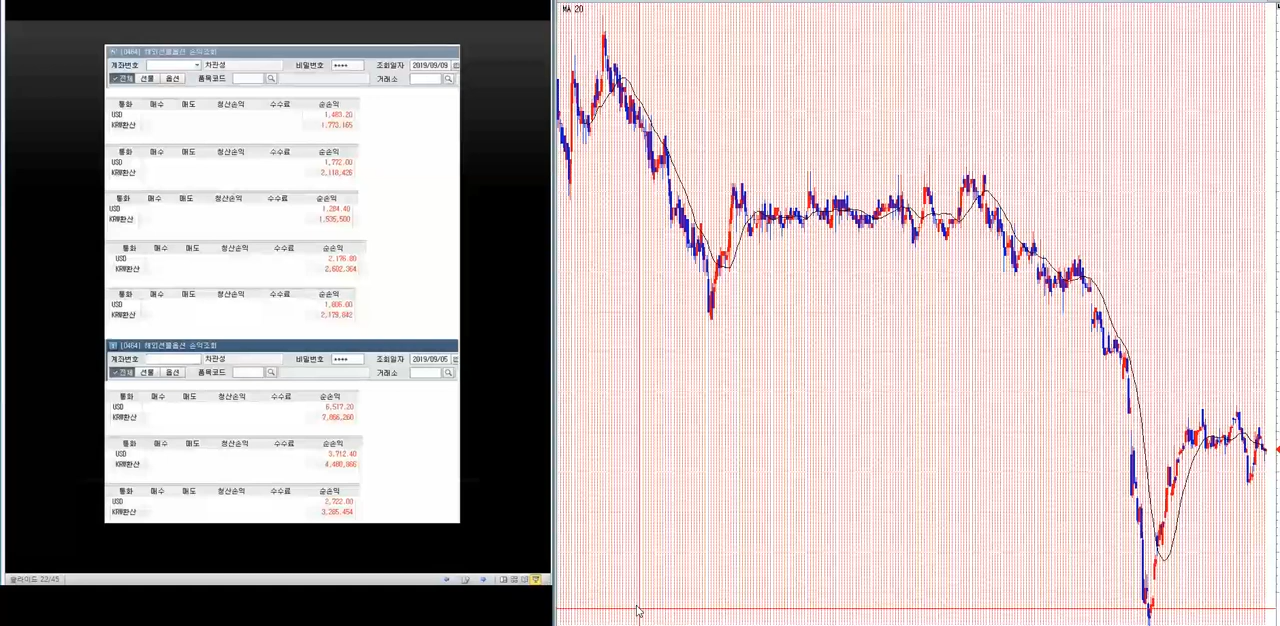 [0464] 해외선물옵션 손익조회
계좌번호 차판성 비밀번호 **** 조회일자 2019/09/09
✓전체 선물 옵션 품목코드 거래소
통화 매수 매도 청산손익 수수료 순손익
USD 1,483.20
KRW환산 1,773,165
통화 매수 매도 청산손익 수수료 순손익
USD 1,772.00
KRW환산 2,118,426
통화 매수 매도 청산손익 수수료 순손익
USD 1,284.40
KRW환산 1,535,500
통화 매수 매도 청산손익 수수료 순손익
USD 2,176.80
KRW환산 2,602,364
통화 매수 매도 청산손익 수수료 순손익
USD
KRW환산 2,179,842
[0464] 해외선물옵션 손익조회
계좌번호 차판성 비밀번호 **** 조회일자 2019/09/05
✓전체 선물 옵션 품목코드 거래소
통화 매수 매도 청산손익 수수료 순손익
USD 6,517.20
KRW환산 7,866,260
통화 매수 매도 청산손익 수수료 순손익
USD 3,712.40
KRW환산 4,480,866
통화 매수 매도 청산손익 수수료 순손익
USD 2,722.00
KRW환산 3,285,454
슬라이드 22/45
MA 20